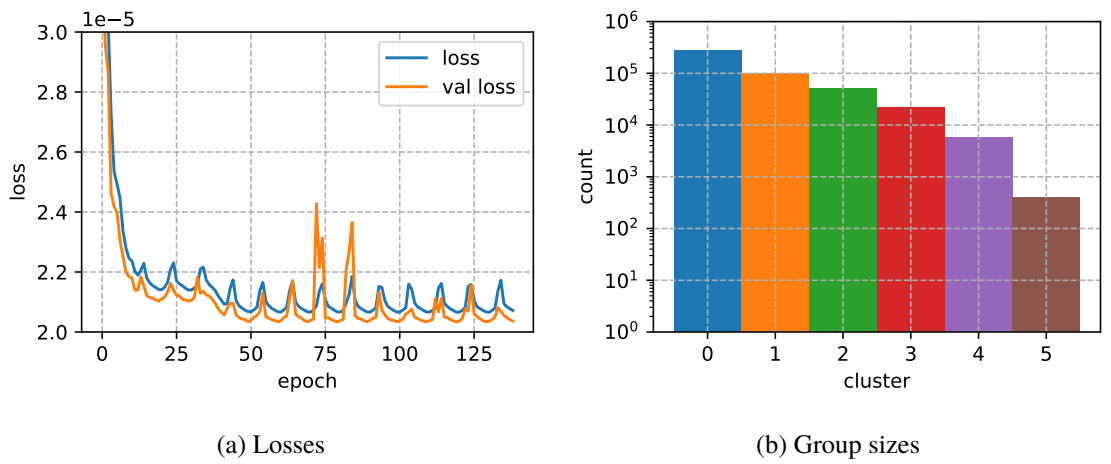 1e−5
3.0
2.8
2.6
2.4
2.2
2.0
loss
loss
val loss
0 25 50 75 100 125
epoch
(a) Losses
10^6
10^5
10^4
10^3
10^2
10^1
10^0
count
0 1 2 3 4 5
cluster
(b) Group sizes